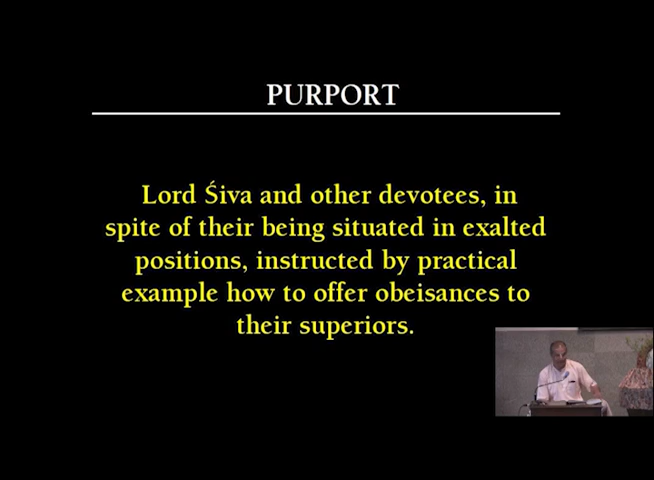 PURPORT
Lord Śiva and other devotees, in
spite of their being situated in exalted
positions, instructed by practical
example how to offer obeisances to
their superiors.